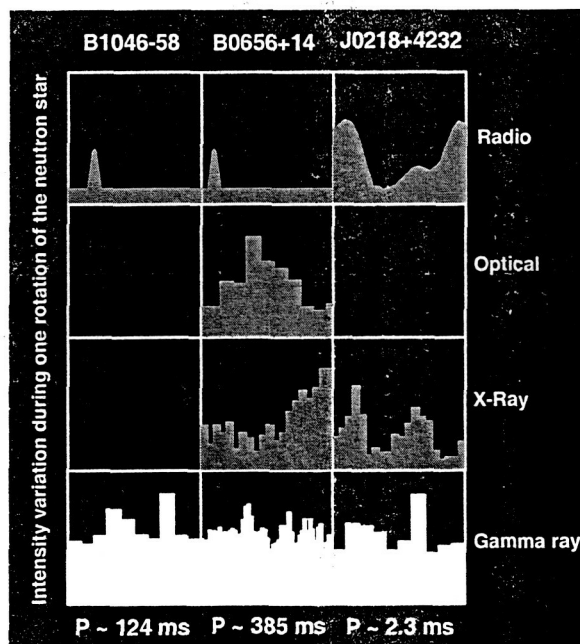 B1046-58 B0656+14 J0218+4232
Intensity variation during one rotation of the neutron star
Radio
Optical
X-Ray
Gamma ray
P ~ 124 ms P ~ 385 ms P ~ 2.3 ms